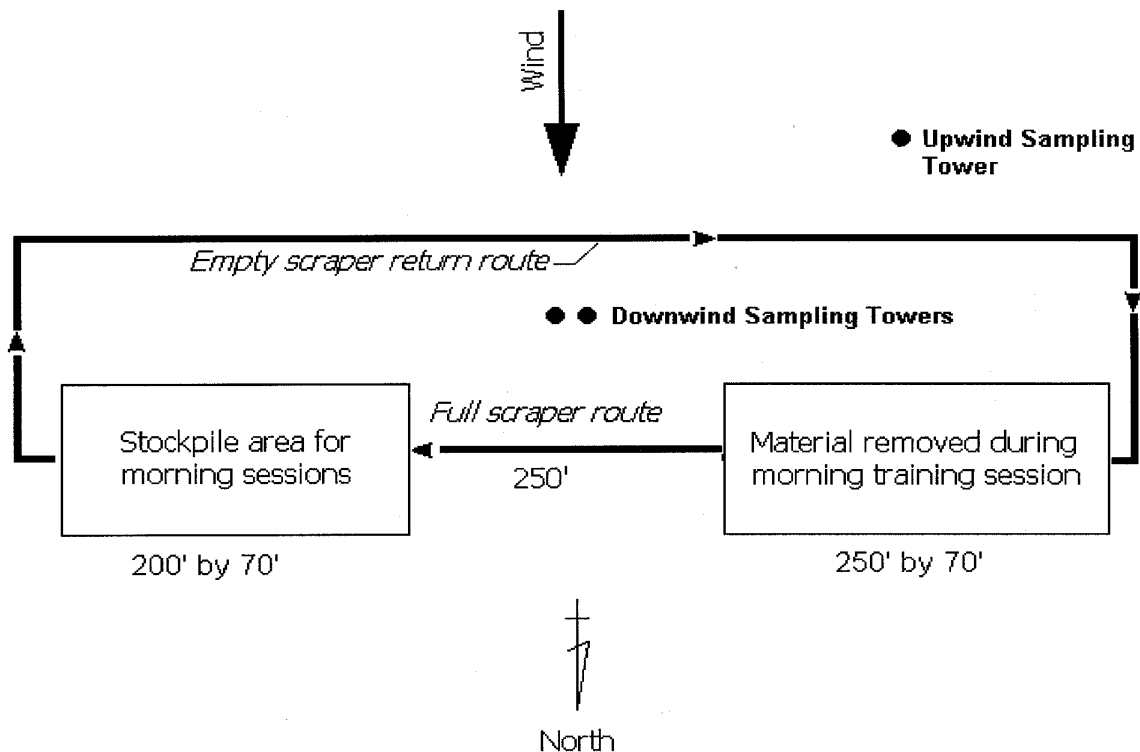 Wind
Upwind Sampling
Tower
Empty scraper return route
Downwind Sampling Towers
Full scraper route
Stockpile area for
morning sessions
250'
Material removed during
morning training session
200' by 70'
250' by 70'
North